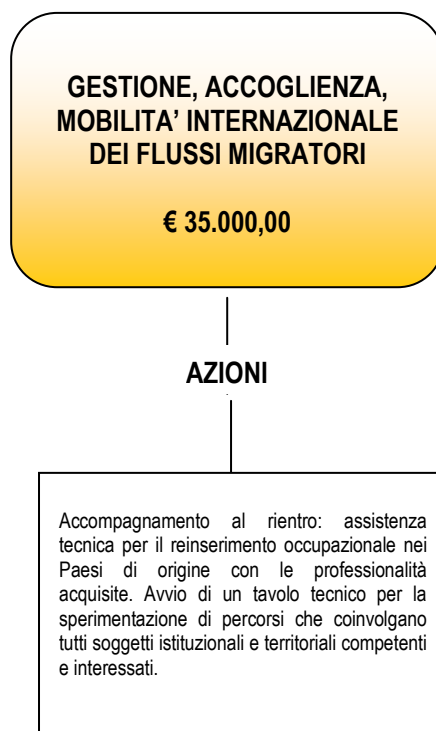 GESTIONE, ACCOGLIENZA,
MOBILITA’ INTERNAZIONALE
DEI FLUSSI MIGRATORI
€ 35.000,00
AZIONI
Accompagnamento al rientro: assistenza
tecnica per il reinserimento occupazionale nei
Paesi di origine con le professionalità
acquisite. Avvio di un tavolo tecnico per la
sperimentazione di percorsi che coinvolgano
tutti soggetti istituzionali e territoriali competenti
e interessati.